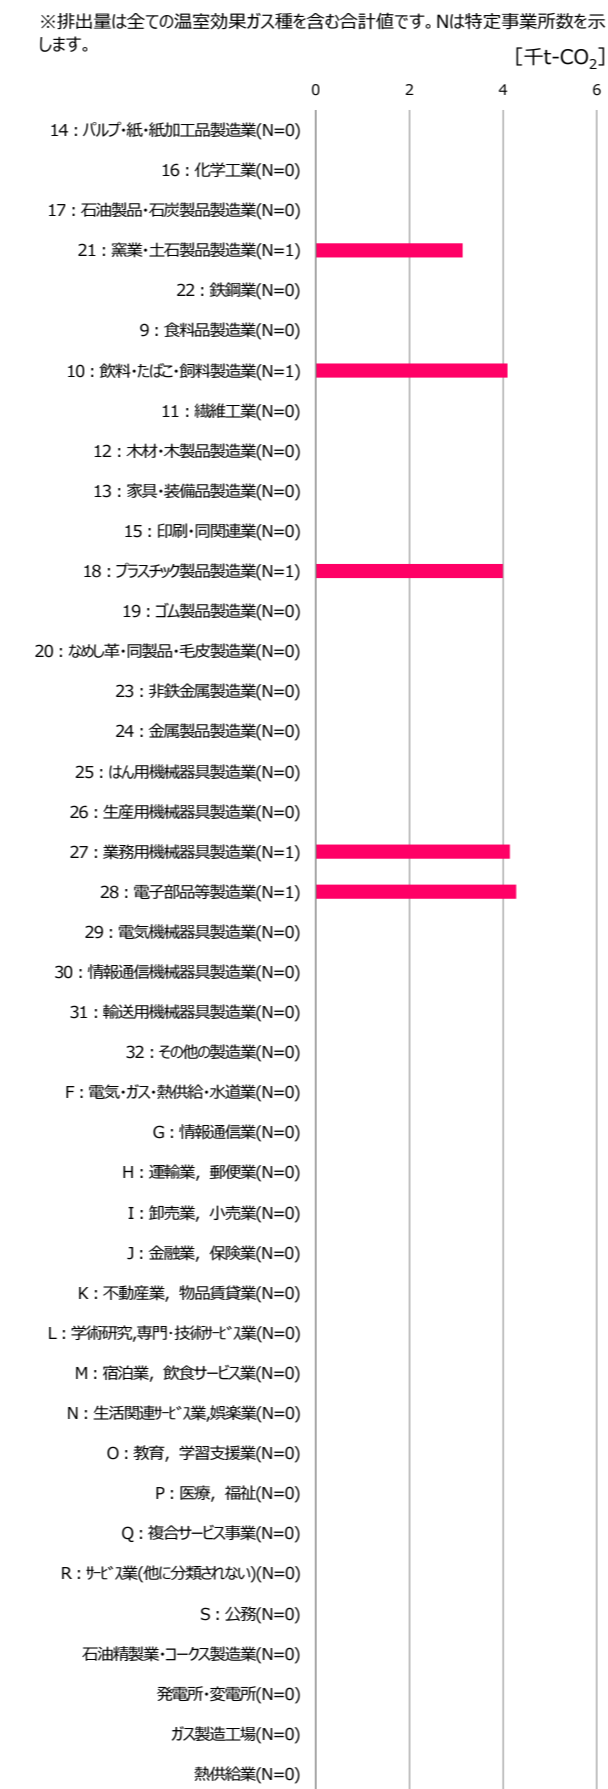 ※排出量は全ての温室効果ガス種を含む合計値です。Nは特定事業所数を示
します。
[千t-CO₂]
0 2 4 6
14：パルプ・紙・紙加工品製造業(N=0)
16：化学工業(N=0)
17：石油製品・石炭製品製造業(N=0)
21：窯業・土石製品製造業(N=1)
22：鉄鋼業(N=0)
9：食料品製造業(N=0)
10：飲料・たばこ・飼料製造業(N=1)
11：繊維工業(N=0)
12：木材・木製品製造業(N=0)
13：家具・装備品製造業(N=0)
15：印刷・同関連業(N=0)
18：プラスチック製品製造業(N=1)
19：ゴム製品製造業(N=0)
20：なめし革・同製品・毛皮製造業(N=0)
23：非鉄金属製造業(N=0)
24：金属製品製造業(N=0)
25：はん用機械器具製造業(N=0)
26：生産用機械器具製造業(N=0)
27：業務用機械器具製造業(N=1)
28：電子部品等製造業(N=1)
29：電気機械器具製造業(N=0)
30：情報通信機械器具製造業(N=0)
31：輸送用機械器具製造業(N=0)
32：その他の製造業(N=0)
F：電気・ガス・熱供給・水道業(N=0)
G：情報通信業(N=0)
H：運輸業，郵便業(N=0)
I：卸売業，小売業(N=0)
J：金融業，保険業(N=0)
K：不動産業，物品賃貸業(N=0)
L：学術研究,専門・技術ｻｰﾋﾞｽ業(N=0)
M：宿泊業，飲食サービス業(N=0)
N：生活関連ｻｰﾋﾞｽ業,娯楽業(N=0)
O：教育，学習支援業(N=0)
P：医療，福祉(N=0)
Q：複合サービス事業(N=0)
R：ｻｰﾋﾞｽ業(他に分類されない)(N=0)
S：公務(N=0)
石油精製業・コークス製造業(N=0)
発電所・変電所(N=0)
ガス製造工場(N=0)
熱供給業(N=0)